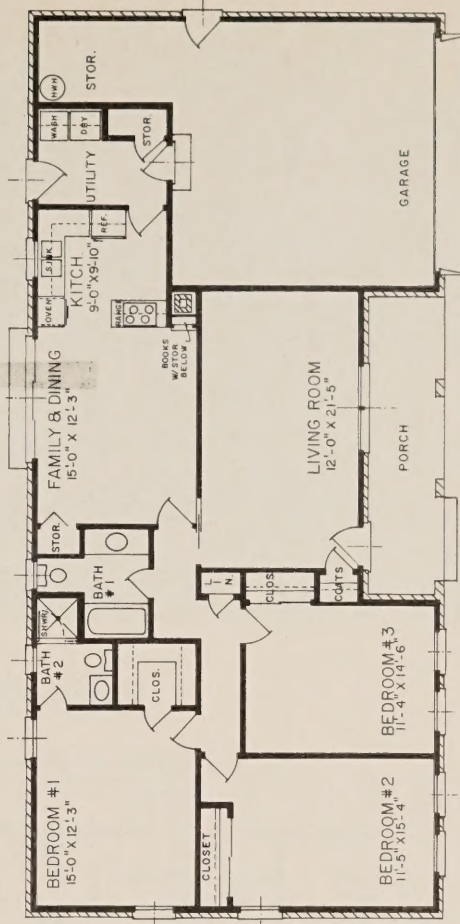 STOR.
HWH
WASH
DRY
STOR.
UTILITY
GARAGE
REF.
SINK
OVEN
KITCH.
9'-0"X9'-10"
RANGE
BOOKS
W/STOR
BELOW
FAMILY & DINING
15'-0" X 12'-3"
LIVING ROOM
12'-0" X 21'-5"
PORCH
STOR.
BATH
#1
LIN.
CLOS.
COATS
SHWR.
BATH
#2
CLOS.
BEDROOM #1
15'-0" X 12'-3"
BEDROOM #3
11'-4" X 14'-6"
CLOSET
BEDROOM #2
11'-5" X 15'-4"